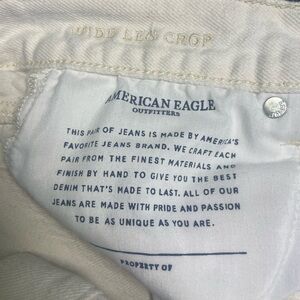 WIDE LEG CROP
AMERICAN EAGLE
OUTFITTERS
THIS PAIR OF JEANS IS MADE BY AMERICA'S
FAVORITE JEANS BRAND. WE CRAFT EACH
PAIR FROM THE FINEST MATERIALS AND
FINISH BY HAND TO GIVE YOU THE BEST
DENIM THAT'S MADE TO LAST. ALL OF OUR
JEANS ARE MADE WITH PRIDE AND PASSION
TO BE AS UNIQUE AS YOU ARE.
PROPERTY OF